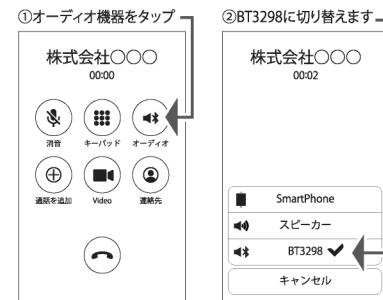 ①オーディオ機器をタップ
株式会社○○○
00:00
消音
キーパッド
オーディオ
通話を追加
Video
連絡先
②BT3298に切り替えます
株式会社○○○
00:02
SmartPhone
スピーカー
BT3298
キャンセル